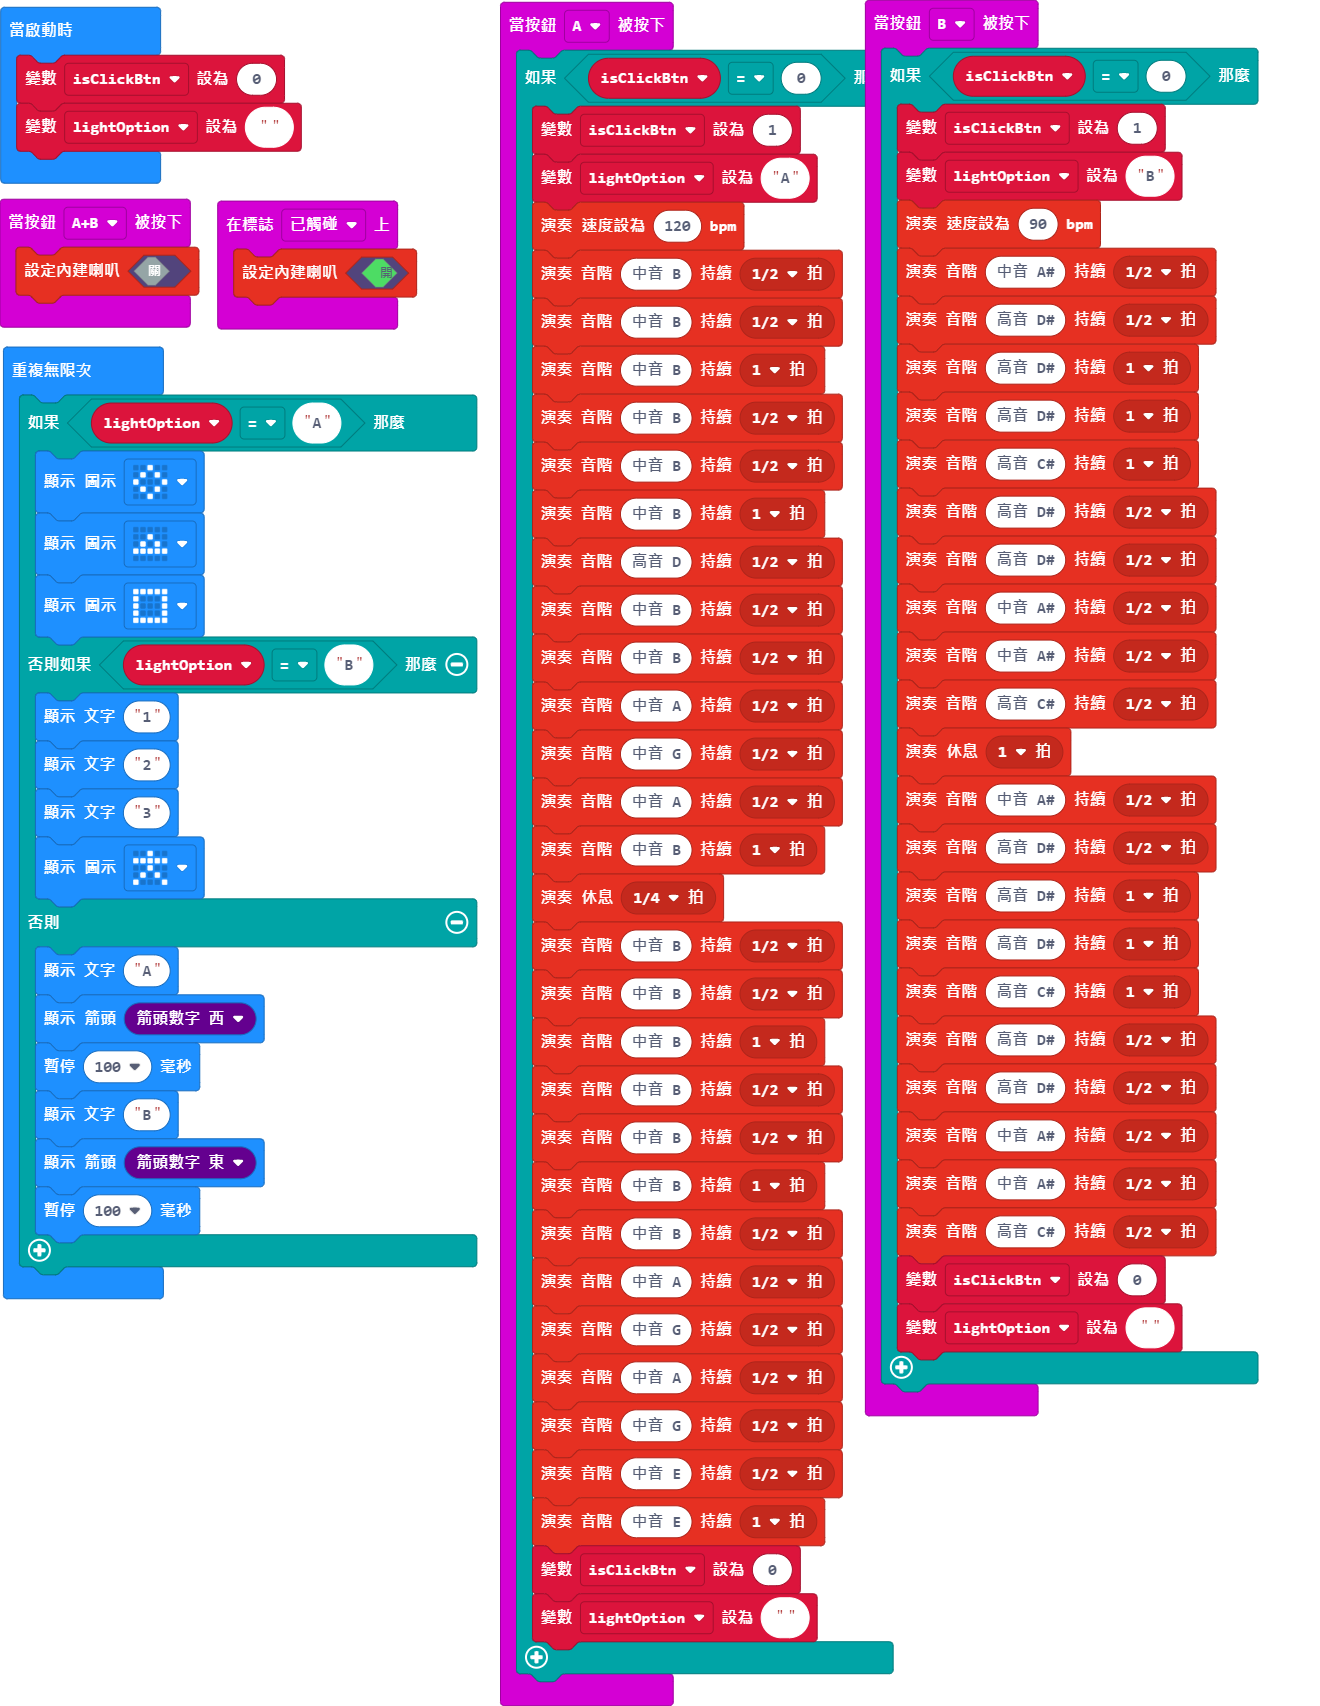 當啟動時
變數 isClickBtn 設為 0
變數 lightOption 設為 " "
當按鈕 A+B 被按下
設定內建喇叭 關
在標誌 已觸碰 上
設定內建喇叭 開
重複無限次
如果 lightOption = "A" 那麼
顯示 圖示
顯示 圖示
顯示 圖示
否則如果 lightOption = "B" 那麼
顯示 文字 "1"
顯示 文字 "2"
顯示 文字 "3"
顯示 圖示
否則
顯示 文字 "A"
顯示 箭頭 箭頭數字 西
暫停 100 毫秒
顯示 文字 "B"
顯示 箭頭 箭頭數字 東
暫停 100 毫秒
當按鈕 A 被按下
如果 isClickBtn = 0
變數 isClickBtn 設為 1
變數 lightOption 設為 "A"
演奏 速度設為 120 bpm
演奏 音階 中音 B 持續 1/2 拍
演奏 音階 中音 B 持續 1/2 拍
演奏 音階 中音 B 持續 1 拍
演奏 音階 中音 B 持續 1/2 拍
演奏 音階 中音 B 持續 1/2 拍
演奏 音階 中音 B 持續 1 拍
演奏 音階 高音 D 持續 1/2 拍
演奏 音階 中音 B 持續 1/2 拍
演奏 音階 中音 B 持續 1/2 拍
演奏 音階 中音 A 持續 1/2 拍
演奏 音階 中音 G 持續 1/2 拍
演奏 音階 中音 A 持續 1/2 拍
演奏 音階 中音 B 持續 1 拍
演奏 休息 1/4 拍
演奏 音階 中音 B 持續 1/2 拍
演奏 音階 中音 B 持續 1/2 拍
演奏 音階 中音 B 持續 1 拍
演奏 音階 中音 B 持續 1/2 拍
演奏 音階 中音 B 持續 1/2 拍
演奏 音階 中音 B 持續 1 拍
演奏 音階 中音 B 持續 1/2 拍
演奏 音階 中音 A 持續 1/2 拍
演奏 音階 中音 G 持續 1/2 拍
演奏 音階 中音 A 持續 1/2 拍
演奏 音階 中音 G 持續 1/2 拍
演奏 音階 中音 E 持續 1/2 拍
演奏 音階 中音 E 持續 1 拍
變數 isClickBtn 設為 0
變數 lightOption 設為 " "
當按鈕 B 被按下
如果 isClickBtn = 0 那麼
變數 isClickBtn 設為 1
變數 lightOption 設為 "B"
演奏 速度設為 90 bpm
演奏 音階 中音 A# 持續 1/2 拍
演奏 音階 高音 D# 持續 1/2 拍
演奏 音階 高音 D# 持續 1 拍
演奏 音階 高音 D# 持續 1 拍
演奏 音階 高音 C# 持續 1 拍
演奏 音階 高音 D# 持續 1/2 拍
演奏 音階 高音 D# 持續 1/2 拍
演奏 音階 中音 A# 持續 1/2 拍
演奏 音階 中音 A# 持續 1/2 拍
演奏 音階 高音 C# 持續 1/2 拍
演奏 休息 1 拍
演奏 音階 中音 A# 持續 1/2 拍
演奏 音階 高音 D# 持續 1/2 拍
演奏 音階 高音 D# 持續 1 拍
演奏 音階 高音 D# 持續 1 拍
演奏 音階 高音 C# 持續 1 拍
演奏 音階 高音 D# 持續 1/2 拍
演奏 音階 高音 D# 持續 1/2 拍
演奏 音階 中音 A# 持續 1/2 拍
演奏 音階 中音 A# 持續 1/2 拍
演奏 音階 高音 C# 持續 1/2 拍
變數 isClickBtn 設為 0
變數 lightOption 設為 " "